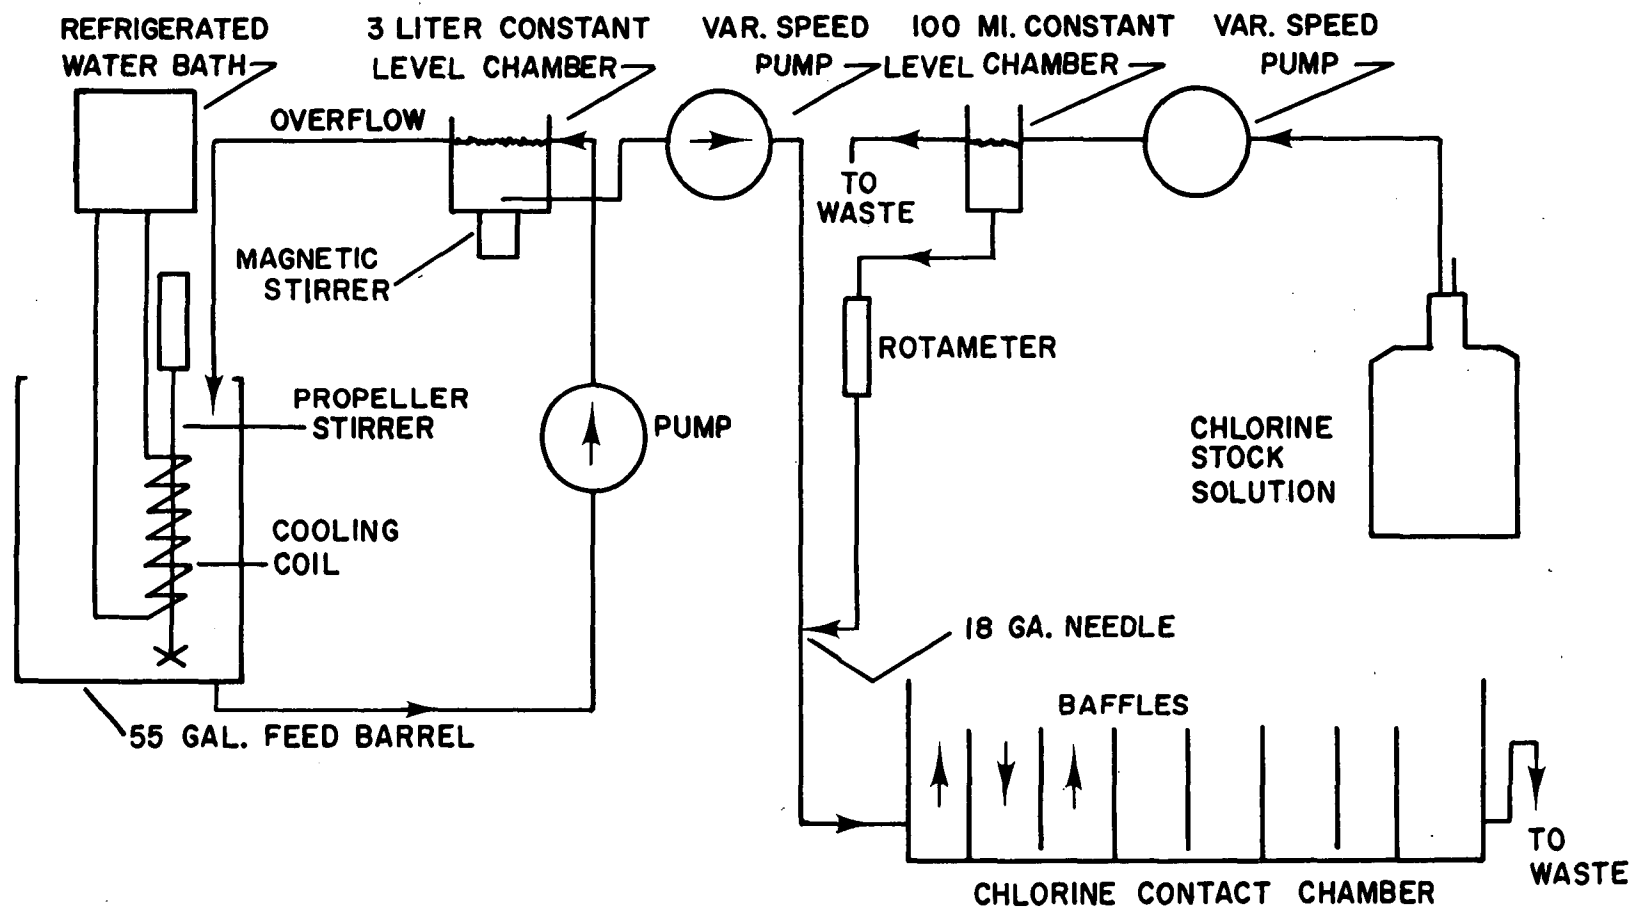 REFRIGERATED
WATER BATH
3 LITER CONSTANT
LEVEL CHAMBER
VAR. SPEED
PUMP
100 Ml. CONSTANT
LEVEL CHAMBER
VAR. SPEED
PUMP
OVERFLOW
TO
WASTE
MAGNETIC
STIRRER
ROTAMETER
PROPELLER
STIRRER
PUMP
CHLORINE
STOCK
SOLUTION
COOLING
COIL
18 GA. NEEDLE
55 GAL. FEED BARREL
BAFFLES
TO
WASTE
CHLORINE CONTACT CHAMBER